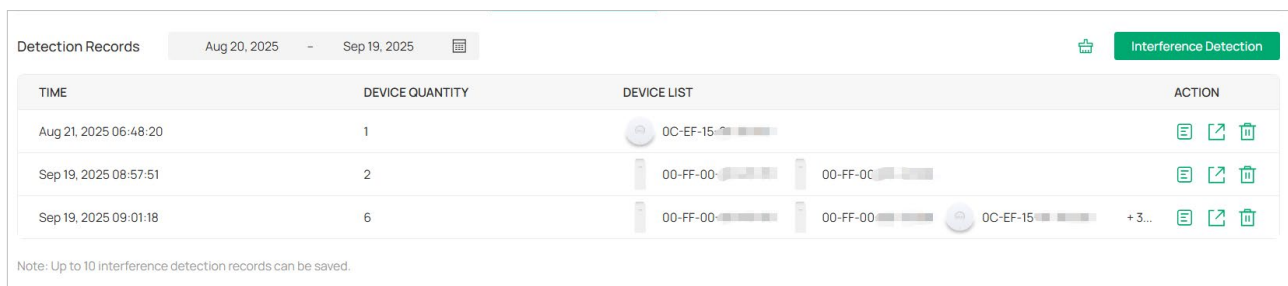 Detection Records Aug 20, 2025 – Sep 19, 2025 Interference Detection
TIME DEVICE QUANTITY DEVICE LIST ACTION
Aug 21, 2025 06:48:20 1 0C-EF-15-
Sep 19, 2025 08:57:51 2 00-FF-00- 00-FF-00
Sep 19, 2025 09:01:18 6 00-FF-00- 00-FF-00 0C-EF-15 + 3...
Note: Up to 10 interference detection records can be saved.